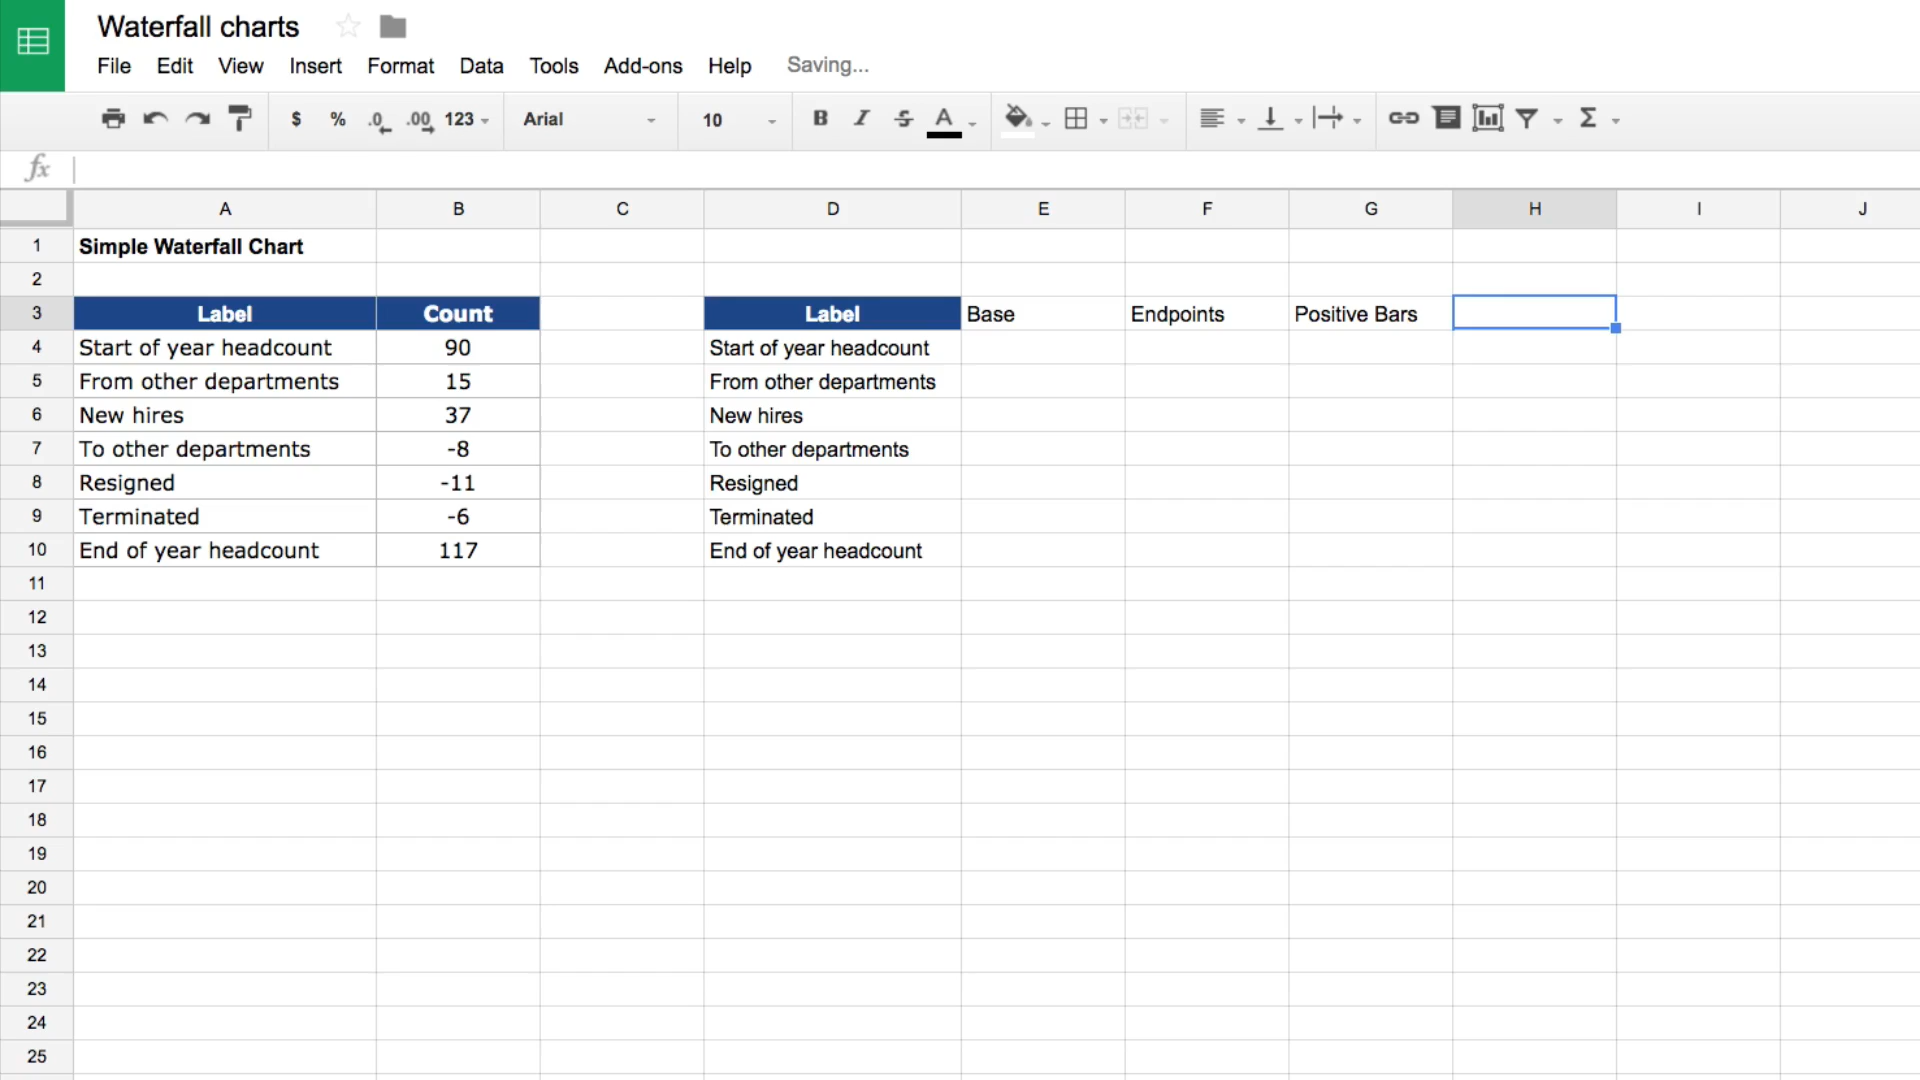 Waterfall charts
File Edit View Insert Format Data Tools Add-ons Help Saving...
$ % .0 .00 123 Arial 10 B I S A Σ
fx
A B C D E F G H I J
1 Simple Waterfall Chart
2
3 Label Count Label Base Endpoints Positive Bars
4 Start of year headcount 90 Start of year headcount
5 From other departments 15 From other departments
6 New hires 37 New hires
7 To other departments -8 To other departments
8 Resigned -11 Resigned
9 Terminated -6 Terminated
10 End of year headcount 117 End of year headcount
11
12
13
14
15
16
17
18
19
20
21
22
23
24
25